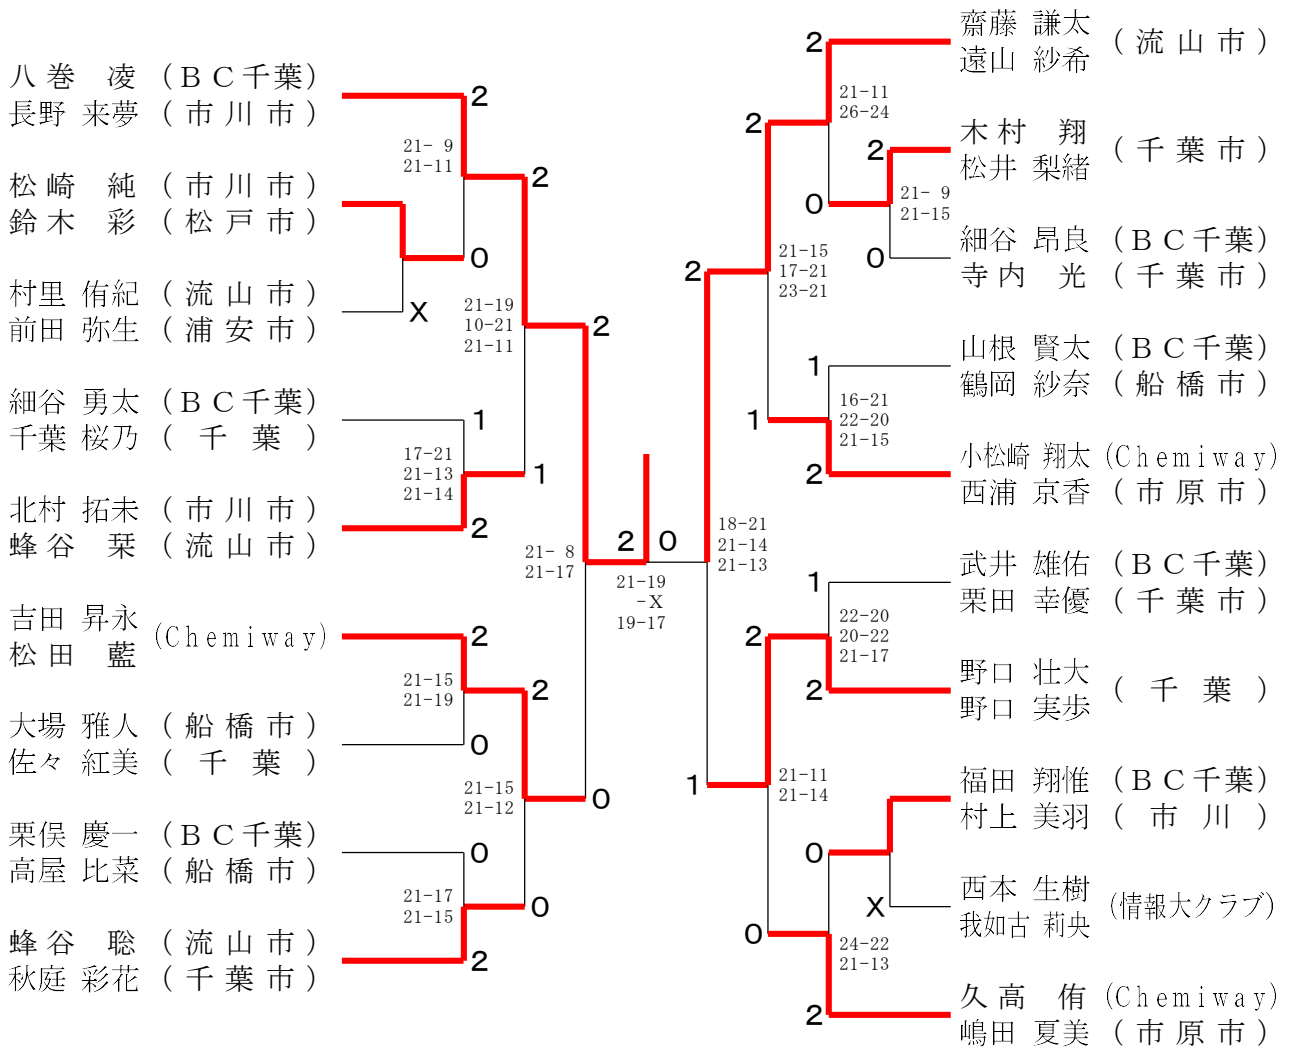 八巻 凌 (ＢＣ千葉)
長野 来夢 (市川市)
2
21- 9
21-11
2
松崎 純 (市川市)
鈴木 彩 (松戸市)
0
村里 侑紀 (流山市)
前田 弥生 (浦安市)
X
21-19
10-21
21-11
2
細谷 勇太 (ＢＣ千葉)
千葉 桜乃 (千葉)
1
17-21
21-13
21-14
1
北村 拓未 (市川市)
蜂谷 栞 (流山市)
2
21- 8
21-17
吉田 昇永
松田 藍
(Chemiway)
2
21-15
21-19
2
大場 雅人 (船橋市)
佐々 紅美 (千葉)
0
21-15
21-12
0
栗俣 慶一 (ＢＣ千葉)
高屋 比菜 (船橋市)
0
21-17
21-15
0
蜂谷 聡 (流山市)
秋庭 彩花 (千葉市)
2
2 0
21-19
-X
19-17
齋藤 謙太
遠山 紗希
(流山市)
2
21-11
26-24
2
木村 翔
松井 梨緒
(千葉市)
2
21- 9
21-15
0
細谷 昂良 (ＢＣ千葉)
寺内 光 (千葉市)
0
21-15
17-21
23-21
2
山根 賢太 (ＢＣ千葉)
鶴岡 紗奈 (船橋市)
1
16-21
22-20
21-15
1
小松崎 翔太 (Chemiway)
西浦 京香 (市原市)
2
18-21
21-14
21-13
武井 雄佑 (ＢＣ千葉)
栗田 幸優 (千葉市)
1
22-20
20-22
21-17
2
野口 壮大
野口 実歩
(千葉)
2
21-11
21-14
1
福田 翔惟 (ＢＣ千葉)
村上 美羽 (市川)
0
西本 生樹
我如古 莉央
(情報大クラブ)
X
24-22
21-13
0
久高 侑 (Chemiway)
嶋田 夏美 (市原市)
2